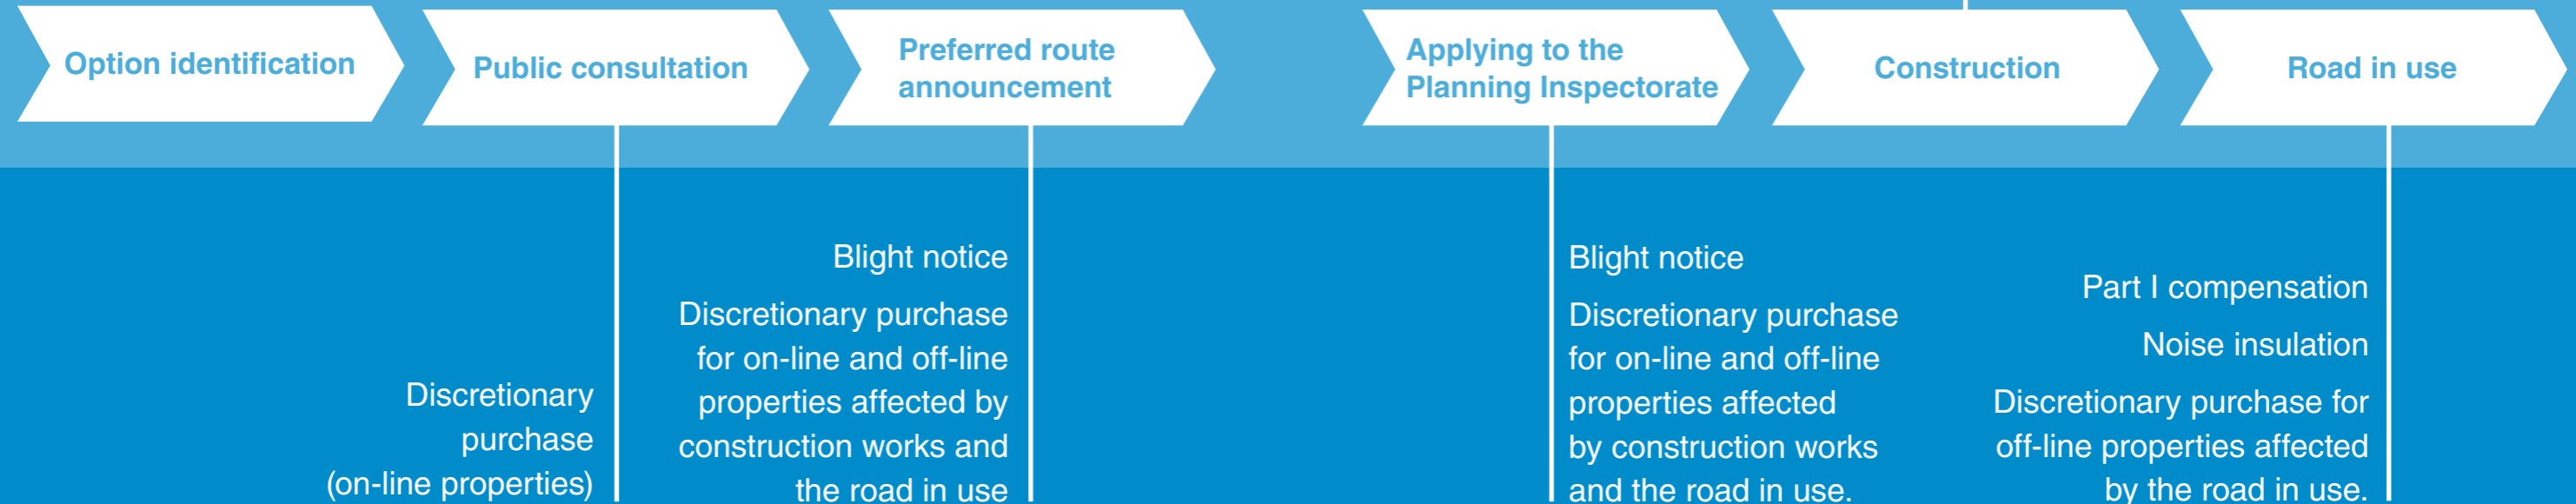 Option identification
Public consultation
Preferred route
announcement
Applying to the
Planning Inspectorate
Construction
Road in use
Discretionary
purchase
(on-line properties)
Blight notice
Discretionary purchase
for on-line and off-line
properties affected by
construction works and
the road in use
Blight notice
Discretionary purchase
for on-line and off-line
properties affected
by construction works
and the road in use.
Part I compensation
Noise insulation
Discretionary purchase for
off-line properties affected
by the road in use.